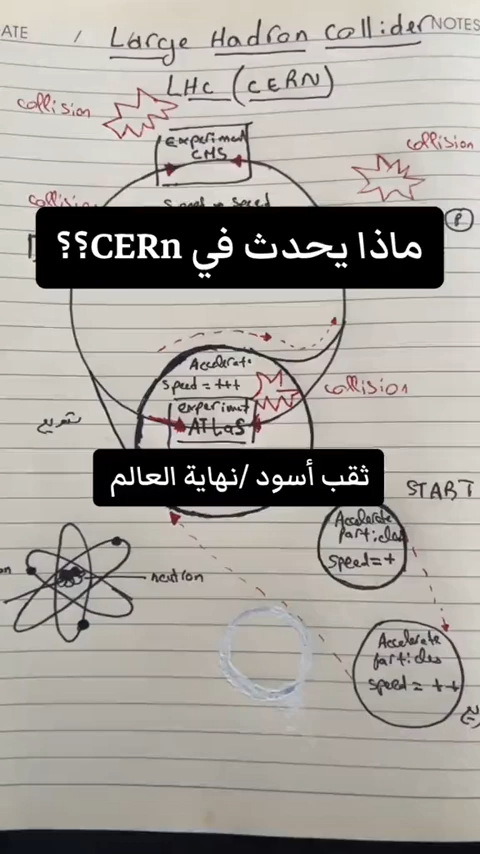 ATE / Large Hadron Collider NOTES
LHC (CERN)
collision
collision
experiment
CMS
collision
Speed
P
ماذا يحدث في CERn؟؟
Accelerate
speed = +++
collision
experiment
ATLAS
تسريع
ثقب أسود /نهاية العالم
START
Accelerate
particles
speed = +
neutron
Accelerate
particles
speed = ++